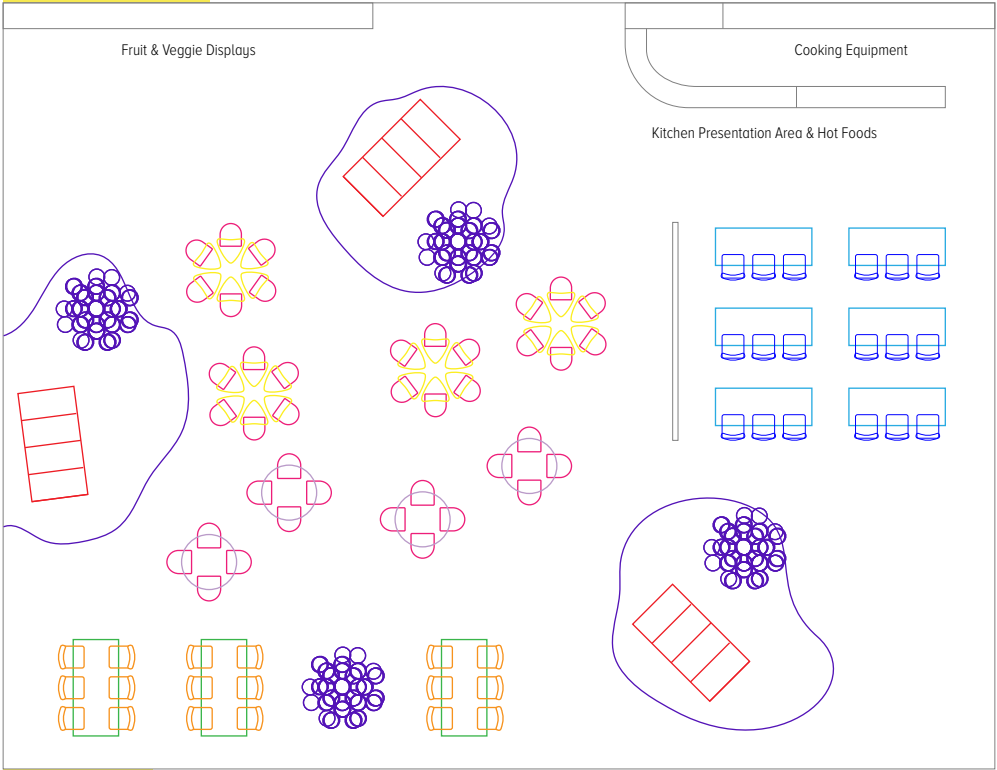 Fruit & Veggie Displays
Cooking Equipment
Kitchen Presentation Area & Hot Foods